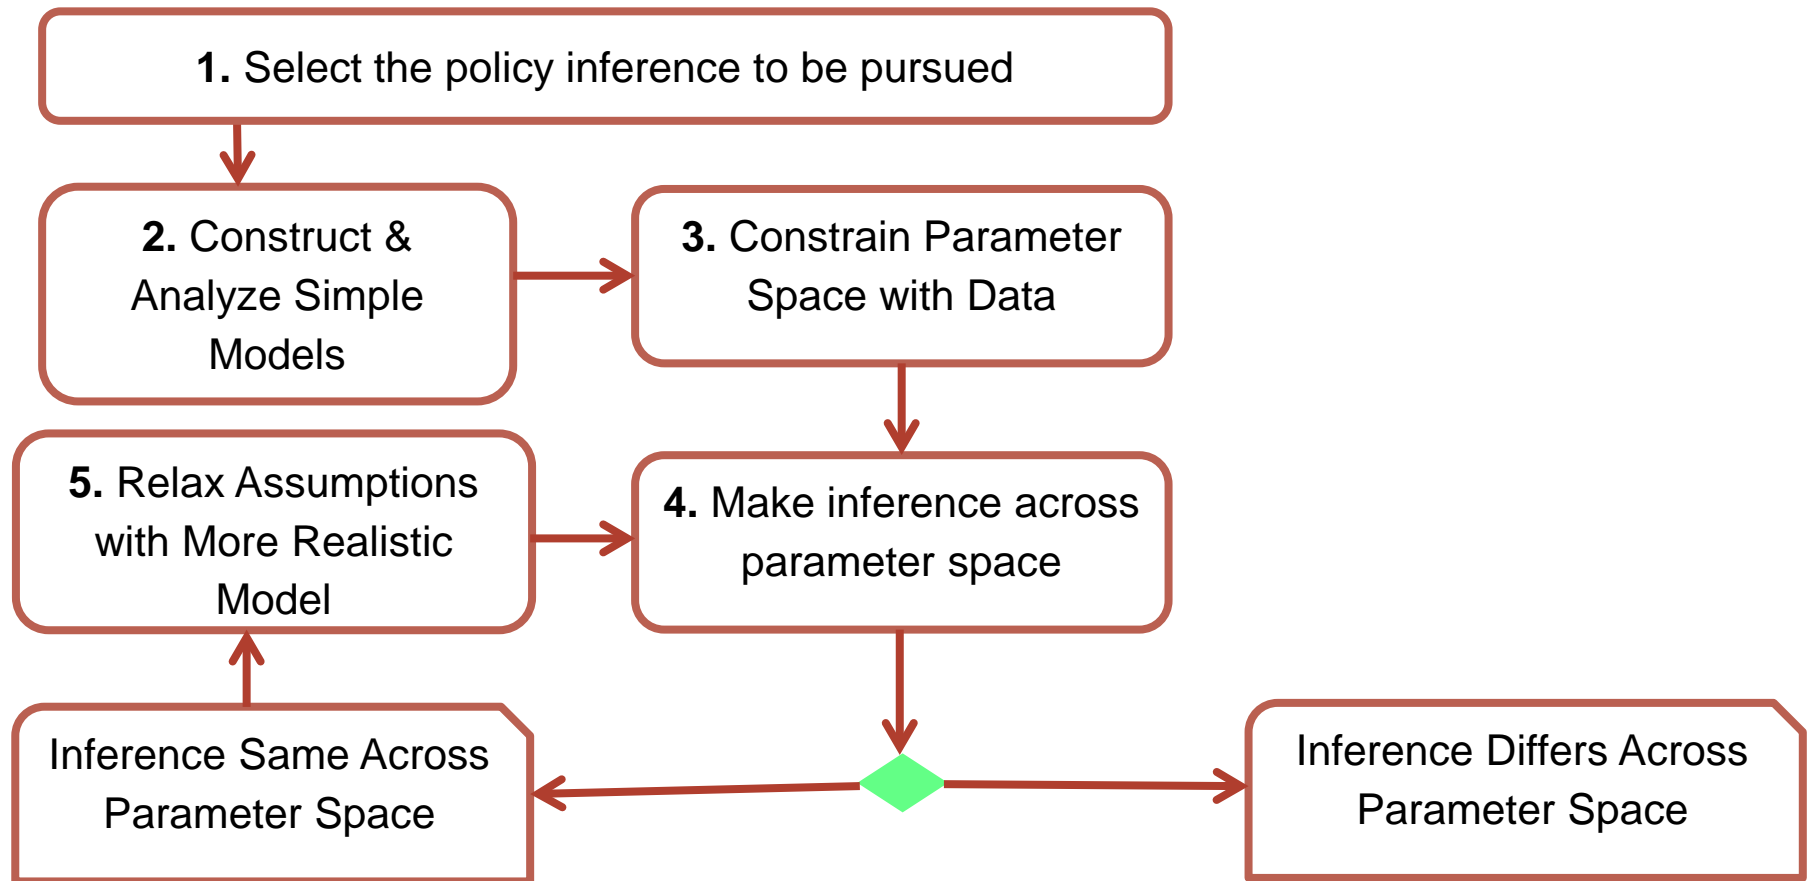 1. Select the policy inference to be pursued
2. Construct &
Analyze Simple
Models
3. Constrain Parameter
Space with Data
5. Relax Assumptions
with More Realistic
Model
4. Make inference across
parameter space
Inference Same Across
Parameter Space
Inference Differs Across
Parameter Space